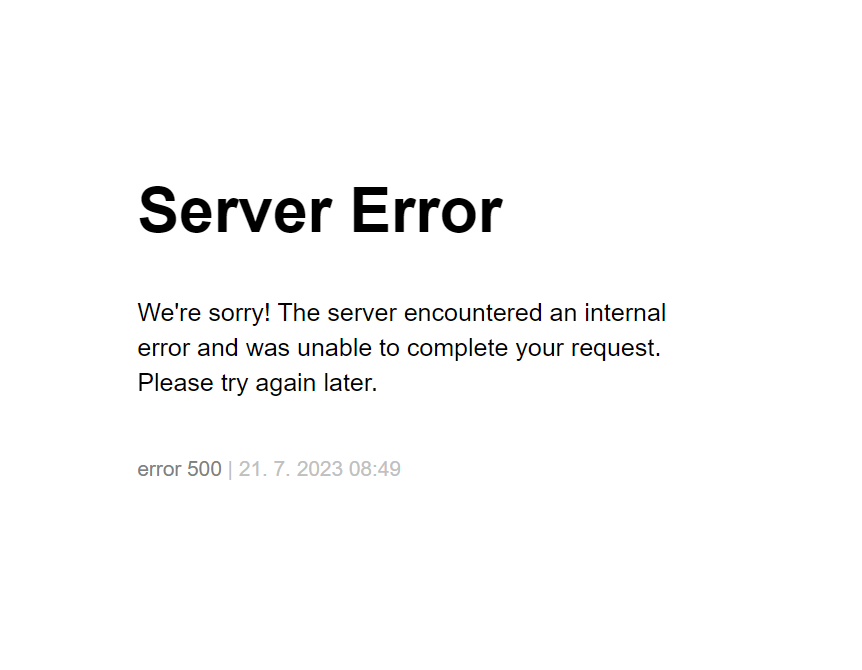 Server Error
We're sorry! The server encountered an internal
error and was unable to complete your request.
Please try again later.
error 500 | 21. 7. 2023 08:49